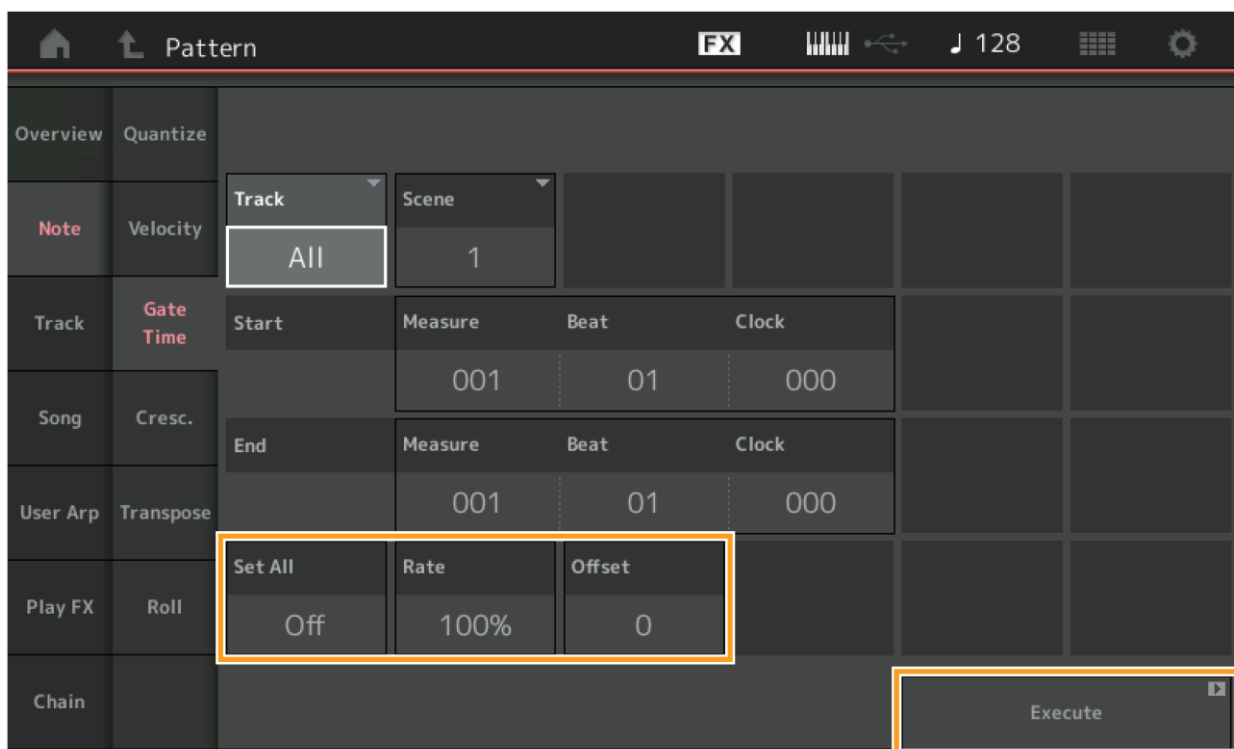 Pattern FX ♩ 128
Overview Quantize
Note Velocity
Track Scene
All 1
Track Gate Time
Start Measure Beat Clock
001 01 000
Song Cresc.
End Measure Beat Clock
001 01 000
User Arp Transpose
Set All Rate Offset
Off 100% 0
Play FX Roll
Chain
Execute